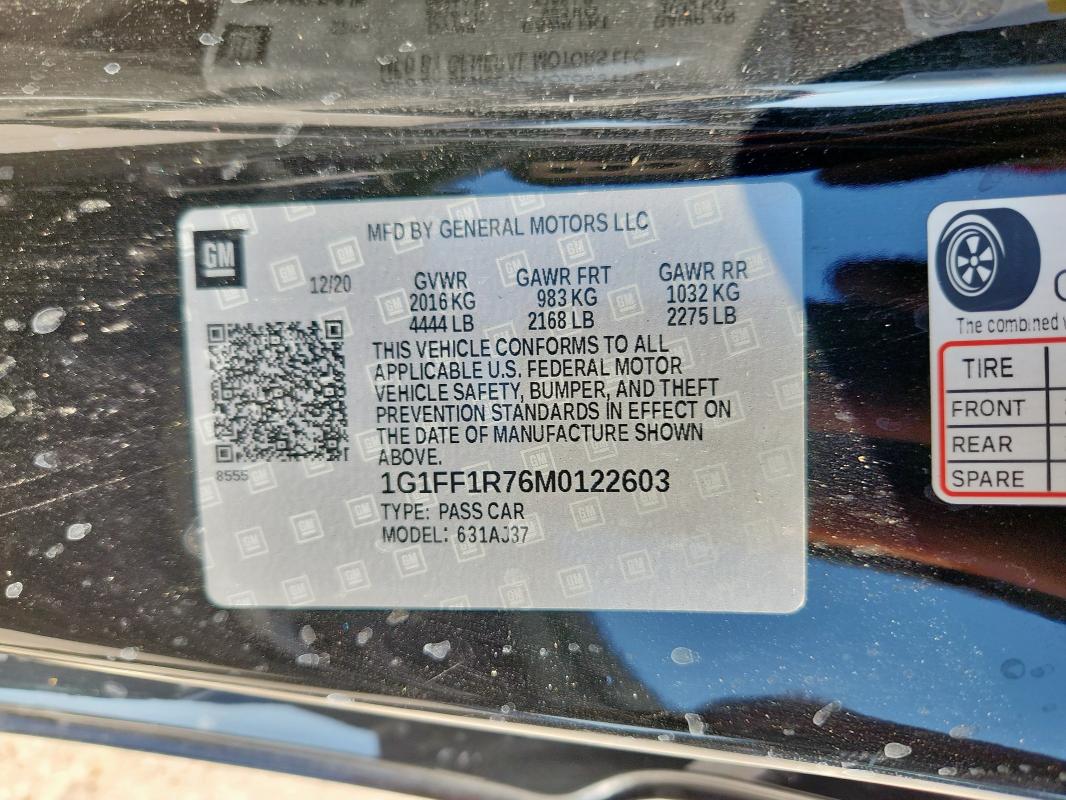 GM
MFD BY GENERAL MOTORS LLC
12/20
GVWR GAWR FRT GAWR RR
2016 KG 983 KG 1032 KG
4444 LB 2168 LB 2275 LB
THIS VEHICLE CONFORMS TO ALL
APPLICABLE U.S. FEDERAL MOTOR
VEHICLE SAFETY, BUMPER, AND THEFT
PREVENTION STANDARDS IN EFFECT ON
THE DATE OF MANUFACTURE SHOWN
ABOVE.
8555
1G1FF1R76M0122603
TYPE: PASS CAR
MODEL: 631AJ37
The combined
TIRE
FRONT
REAR
SPARE